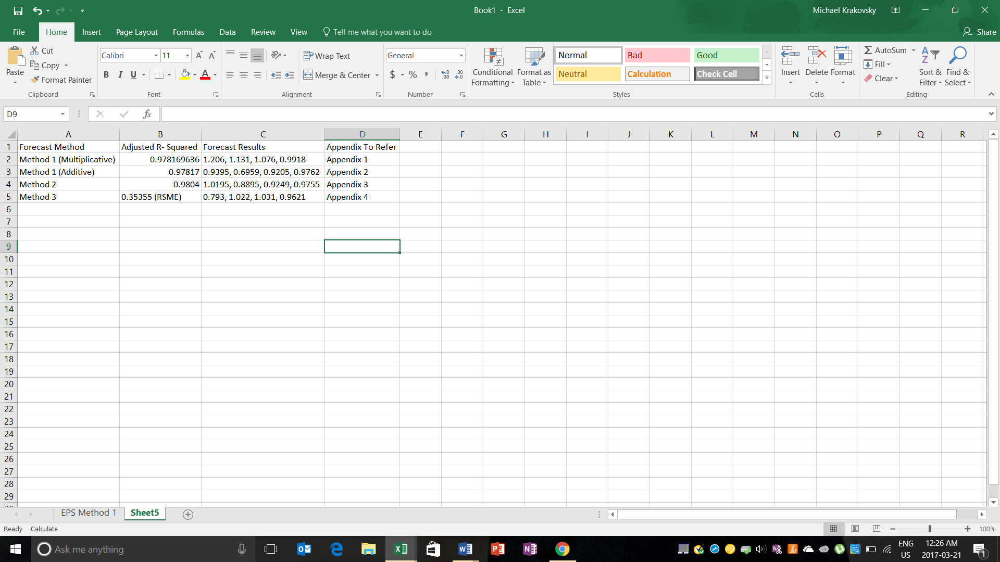 Book1 - Excel
Michael Krakovsky
File Home Insert Page Layout Formulas Data Review View Tell me what you want to do
Share
Paste
Cut
Copy
Format Painter
Clipboard
Calibri 11
B I U
Font
Wrap Text
Merge & Center
Alignment
General
$ % ,
Number
Conditional Formatting
Format as Table
Normal Bad Good
Neutral Calculation Check Cell
Styles
Insert Delete Format
Cells
AutoSum
Fill
Clear
Sort & Filter
Find & Select
Editing
D9
fx
A B C D E F G H I J K L M N O P Q R
1 Forecast Method Adjusted R- Squared Forecast Results Appendix To Refer
2 Method 1 (Multiplicative) 0.978169636 1.206, 1.131, 1.076, 0.9918 Appendix 1
3 Method 1 (Additive) 0.97817 0.9395, 0.6959, 0.9205, 0.9762 Appendix 2
4 Method 2 0.9804 1.0195, 0.8895, 0.9249, 0.9755 Appendix 3
5 Method 3 0.35355 (RSME) 0.793, 1.022, 1.031, 0.9621 Appendix 4
6
7
8
9
10
11
12
13
14
15
16
17
18
19
20
21
22
23
24
25
26
27
28
29
EPS Method 1 Sheet5
Ready Calculate
100%
Ask me anything
ENG
US
12:26 AM
2017-03-21
1